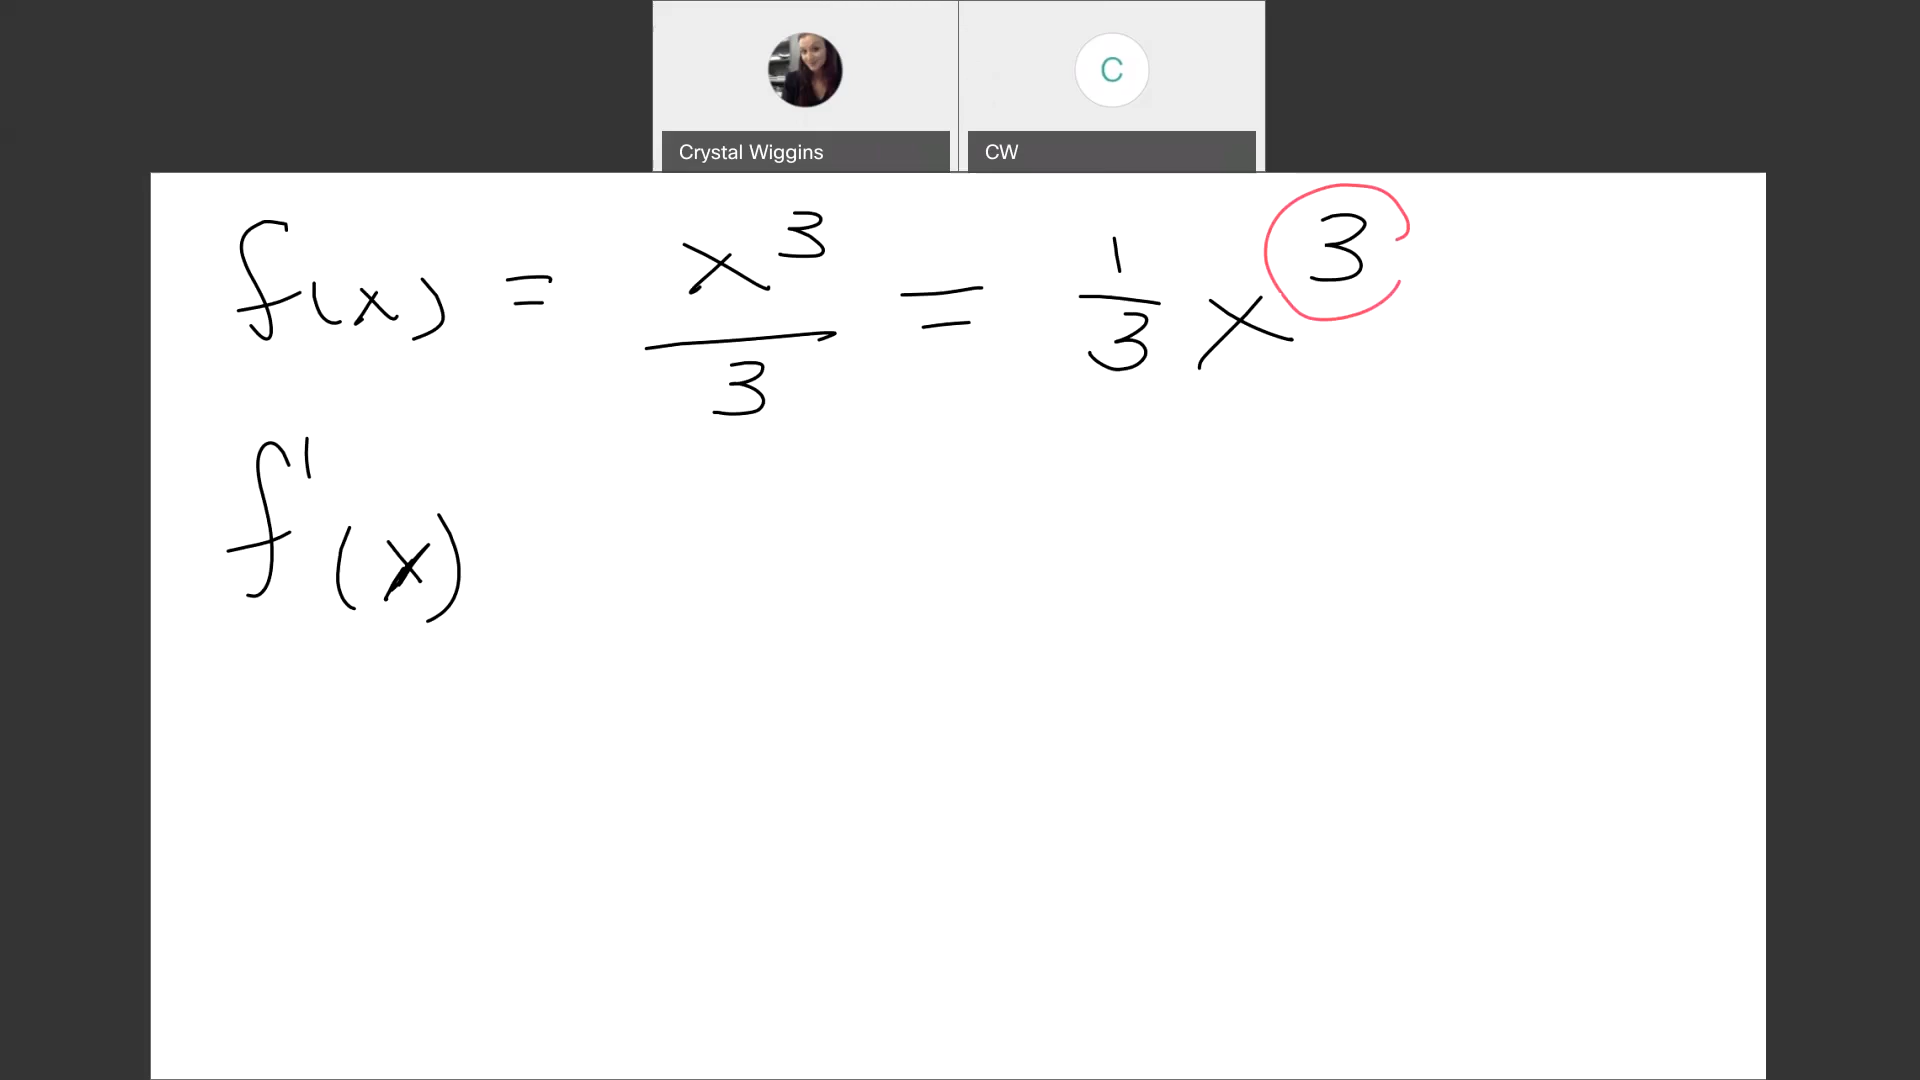 C
Crystal Wiggins
CW
f(x) = x³/3 = 1/3 x³
f'(x)